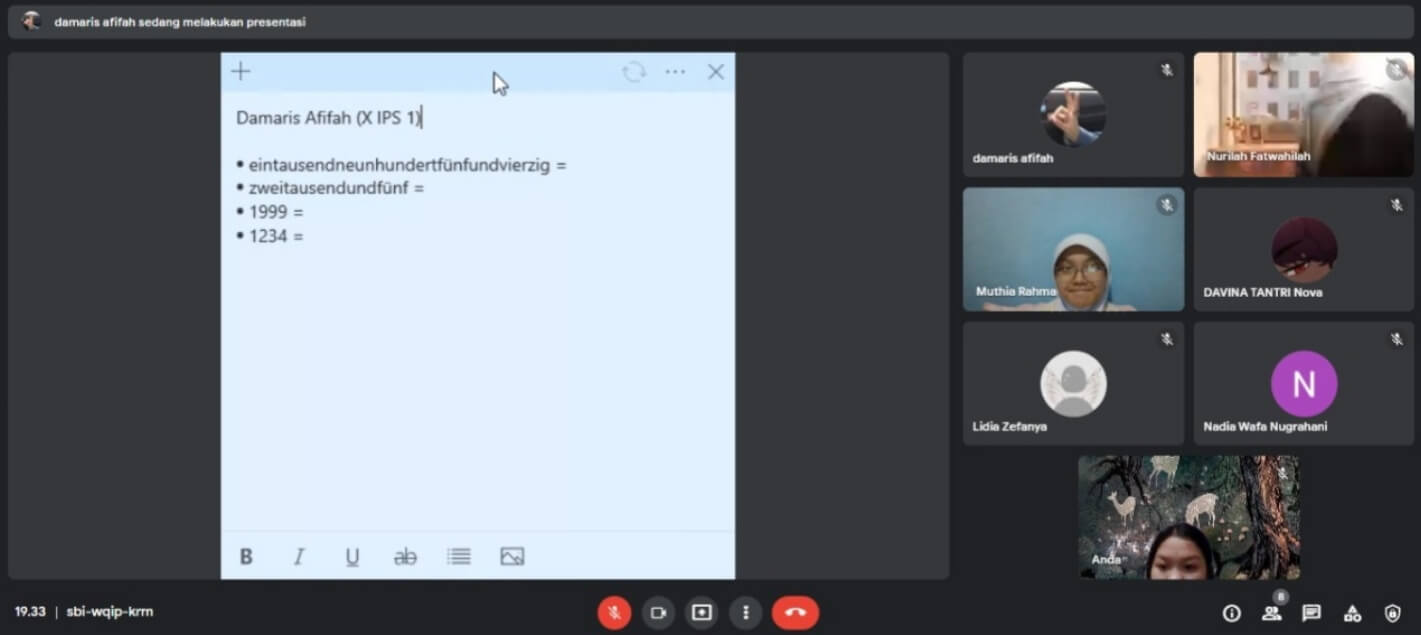 damaris afifah sedang melakukan presentasi
Damaris Afifah (X IPS 1)
• eintausendneunhundertfünfundvierzig =
• zweitausendundfünf =
• 1999 =
• 1234 =
B I U ab
damaris afifah
Nurilah Fatwahilah
Muthia Rahma
DAVINA TANTRI Nova
Lidia Zefanya
N
Nadia Wafa Nugrahani
Anda
19.33 | sbi-wqip-krm
8